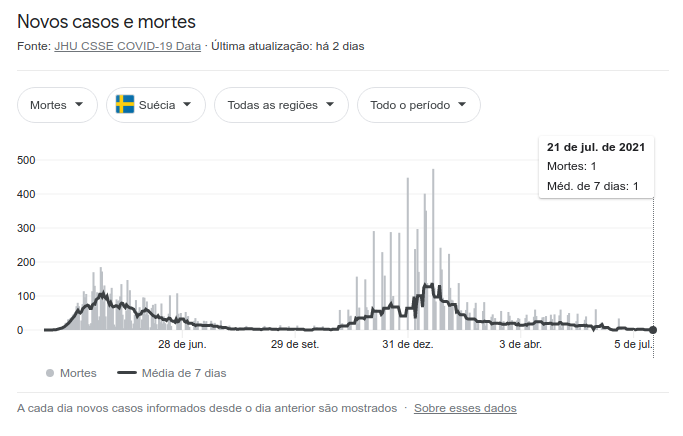 Novos casos e mortes
Fonte: JHU CSSE COVID-19 Data · Última atualização: há 2 dias
Mortes
Suécia
Todas as regiões
Todo o período
21 de jul. de 2021
Mortes: 1
Méd. de 7 dias: 1
500
400
300
200
100
0
28 de jun.
29 de set.
31 de dez.
3 de abr.
5 de jul.
Mortes
Média de 7 dias
A cada dia novos casos informados desde o dia anterior são mostrados · Sobre esses dados